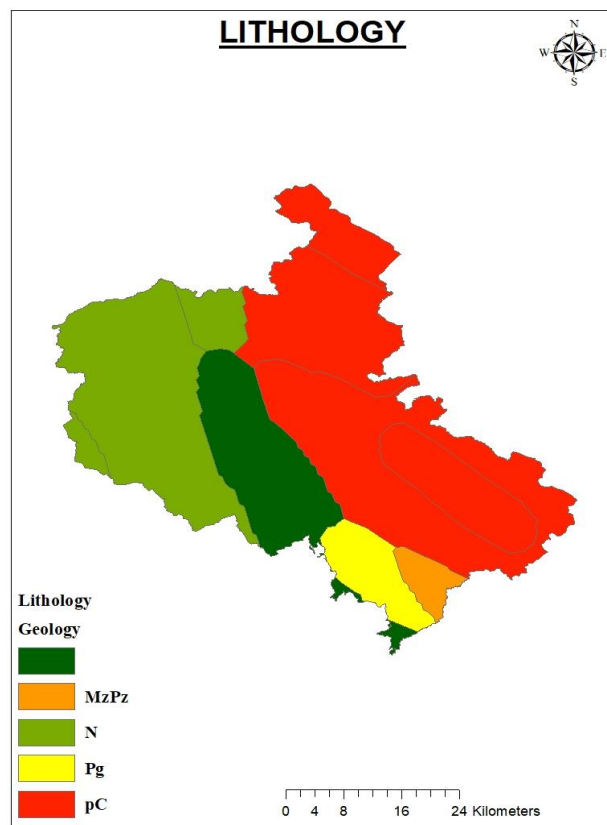 LITHOLOGY
N
W E
S
Lithology
Geology
MzPz
N
Pg
pC
0 4 8 16 24 Kilometers